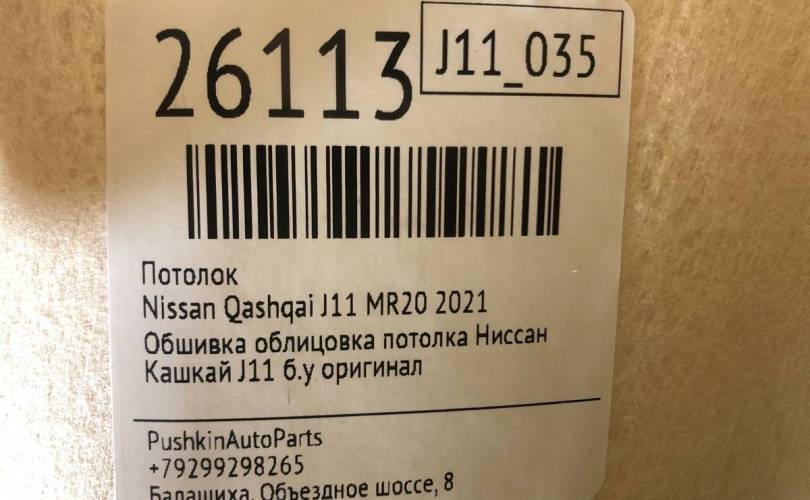 26113
J11_035
Потолок
Nissan Qashqai J11 MR20 2021
Обшивка облицовка потолка Ниссан
Кашкай J11 б.у оригинал
PushkinAutoParts
+79299298265
Балашиха, Объездное шоссе, 8